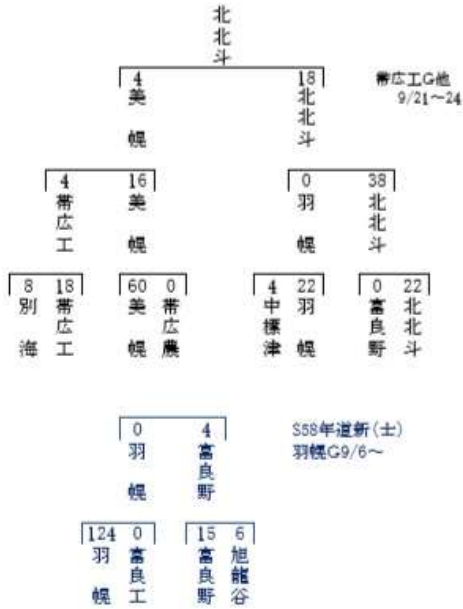 北北斗
4 18
美幌 北北斗
帯広工G他
9/21～24
4 16 0 38
帯広工 美幌 羽幌 北北斗
8 18 60 0 4 22 0 22
別海 帯広工 美幌 帯広農 中標津 羽幌 富良野 北北斗
0 4
羽幌 富良野
S58年道新(士)
羽幌G9/6～
124 0 15 6
羽幌 富良工 富良野 旭龍谷